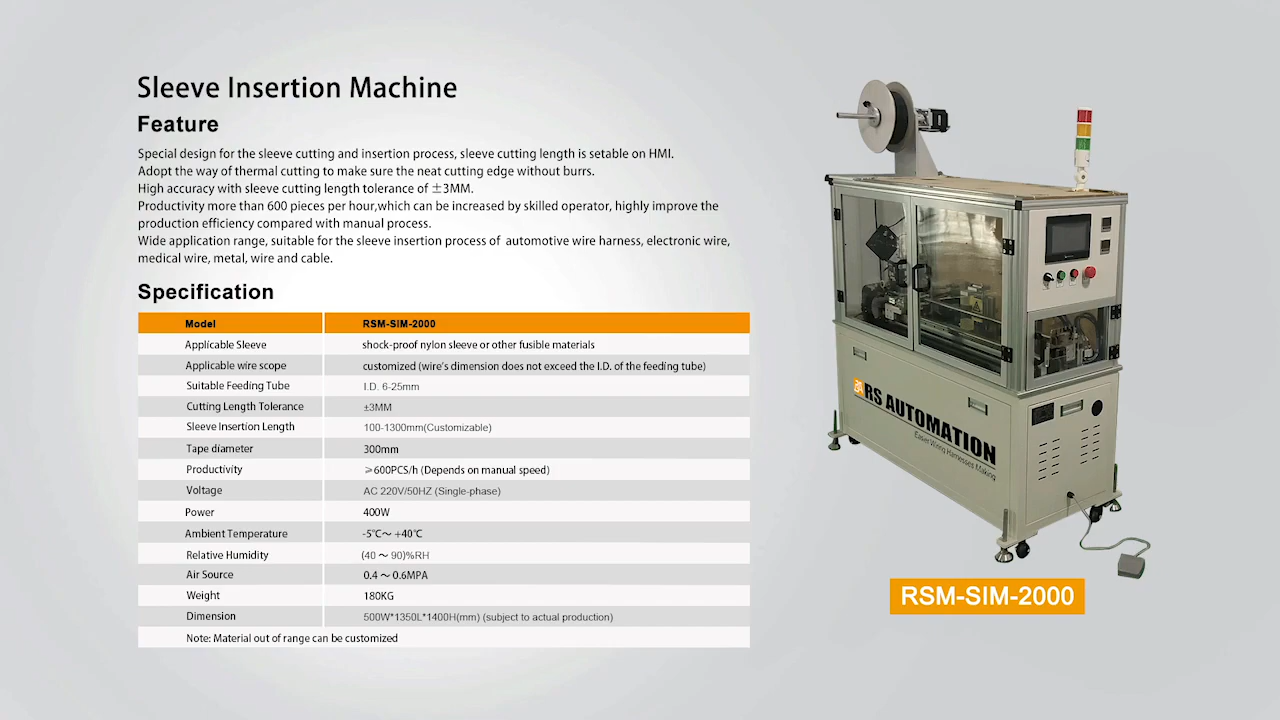 Sleeve Insertion Machine
Feature
Special design for the sleeve cutting and insertion process, sleeve cutting length is setable on HMI.
Adopt the way of thermal cutting to make sure the neat cutting edge without burrs.
High accuracy with sleeve cutting length tolerance of ±3MM.
Productivity more than 600 pieces per hour,which can be increased by skilled operator, highly improve the
production efficiency compared with manual process.
Wide application range, suitable for the sleeve insertion process of automotive wire harness, electronic wire,
medical wire, metal, wire and cable.
Specification
Model RSM-SIM-2000
Applicable Sleeve shock-proof nylon sleeve or other fusible materials
Applicable wire scope customized (wire's dimension does not exceed the I.D. of the feeding tube)
Suitable Feeding Tube I.D. 6-25mm
Cutting Length Tolerance ±3MM
Sleeve Insertion Length 100-1300mm(Customizable)
Tape diameter 300mm
Productivity ≥600PCS/h (Depends on manual speed)
Voltage AC 220V/50HZ (Single-phase)
Power 400W
Ambient Temperature -5℃～+40℃
Relative Humidity (40～90)%RH
Air Source 0.4～0.6MPA
Weight 180KG
Dimension 500W*1350L*1400H(mm) (subject to actual production)
Note: Material out of range can be customized
RS AUTOMATION
Easier Wiring Harnesses Making
RSM-SIM-2000